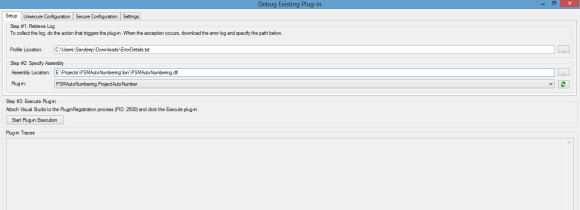 Debug Existing Plug-in
Setup Unsecure Configuration Secure Configuration Settings
Step #1: Retrieve Log
To collect the log, do the action that triggers the plug-in. When the exception occurs, download the error log and specify the path below.
Profile Location: C:\Users\Sandeep\Downloads\ErrorDetails.txt ...
Step #2: Specify Assembly
Assembly Location: E:\Projects\PSMAutoNumbering\bin\PSMAutoNumbering.dll ...
Plug-in: PSMAutoNumbering.ProjectAutoNumber
Step #3: Execute Plug-in
Attach Visual Studio to the PluginRegistration process (PID: 2500) and click the Execute plug-in
Start Plug-in Execution
Plug-in Traces